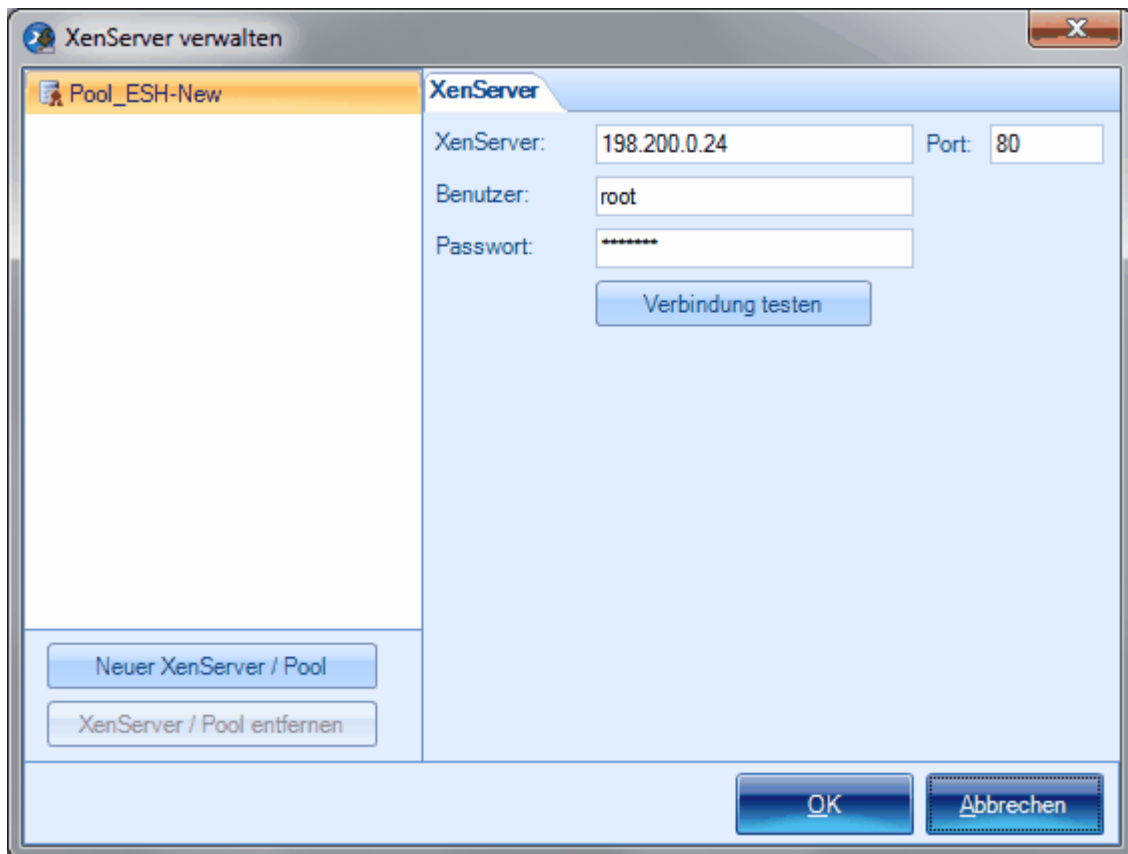 XenServer verwalten
Pool_ESH-New
XenServer
XenServer: 198.200.0.24 Port: 80
Benutzer: root
Passwort: *******
Verbindung testen
Neuer XenServer / Pool
XenServer / Pool entfernen
OK Abbrechen